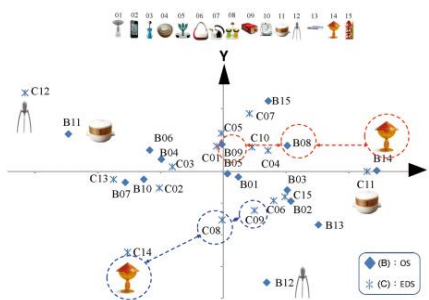 01 02 03 04 05 06 07 08 09 10 11 12 13 14 15
Y
C12
B15
C07
B11
C05
B06
C10
B08
B04
C01
B09
C04
C03
B05
B14
C13
B07
B10
C02
B01
B03
C11
C15
C06
B02
C09
C08
B13
C14
B12
(B) : OS
(C) : EDS